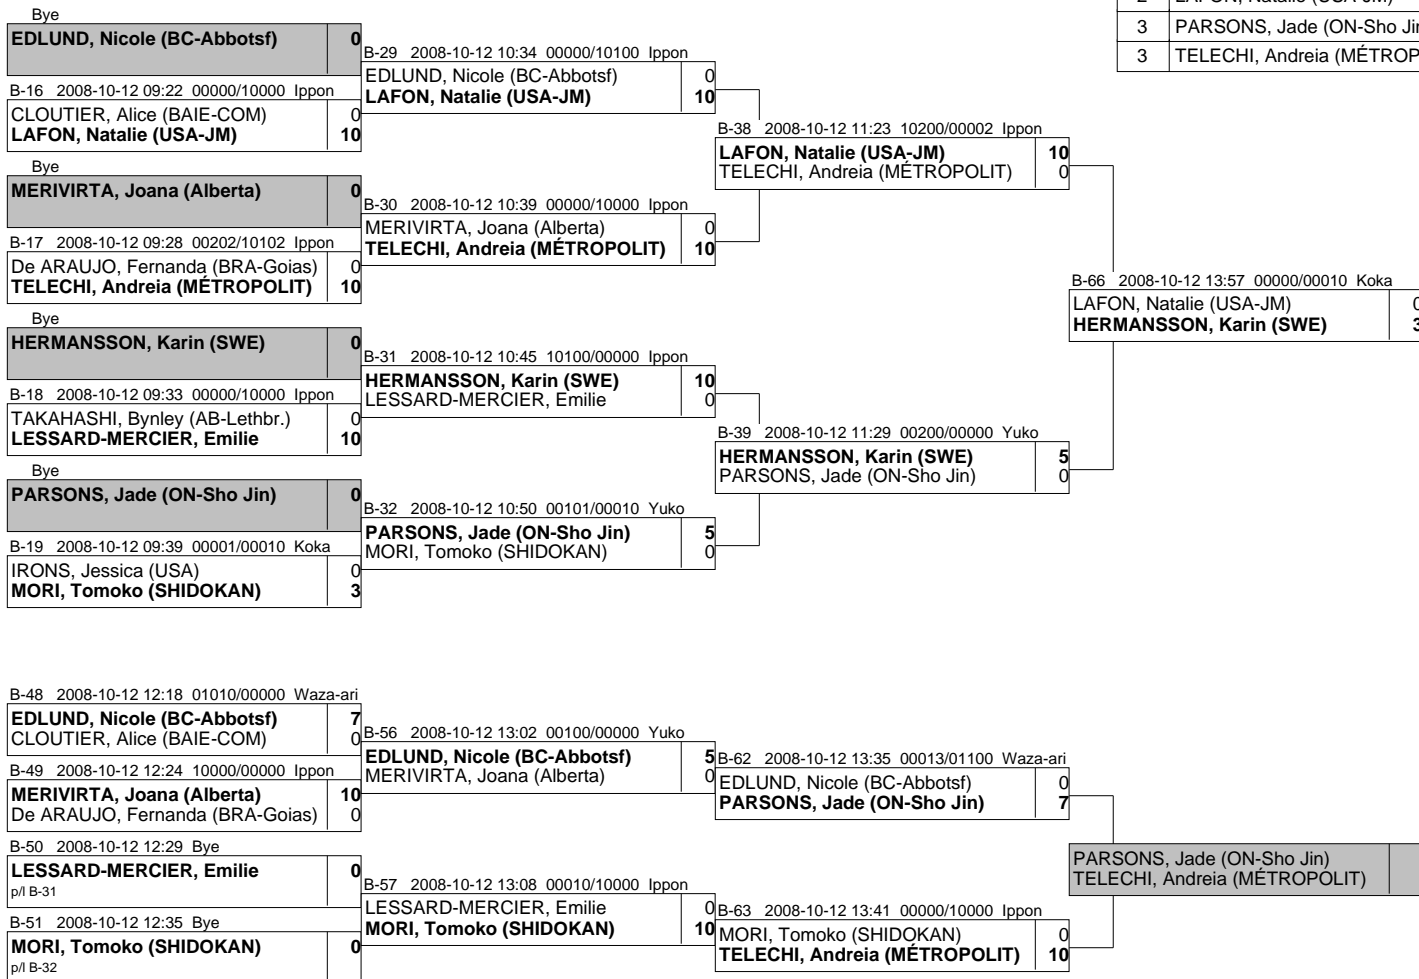 2 LAFON, Natalie (USA-JM)
3 PARSONS, Jade (ON-Sho Jin
3 TELECHI, Andreia (MÉTROP
Bye
EDLUND, Nicole (BC-Abbotsf) 0
B-16 2008-10-12 09:22 00000/10000 Ippon
CLOUTIER, Alice (BAIE-COM) 0
LAFON, Natalie (USA-JM) 10
Bye
MERIVIRTA, Joana (Alberta) 0
B-17 2008-10-12 09:28 00202/10102 Ippon
De ARAUJO, Fernanda (BRA-Goias) 0
TELECHI, Andreia (MÉTROPOLIT) 10
Bye
HERMANSSON, Karin (SWE) 0
B-18 2008-10-12 09:33 00000/10000 Ippon
TAKAHASHI, Bynley (AB-Lethbr.) 0
LESSARD-MERCIER, Emilie 10
Bye
PARSONS, Jade (ON-Sho Jin) 0
B-19 2008-10-12 09:39 00001/00010 Koka
IRONS, Jessica (USA) 0
MORI, Tomoko (SHIDOKAN) 3
B-29 2008-10-12 10:34 00000/10100 Ippon
EDLUND, Nicole (BC-Abbotsf) 0
LAFON, Natalie (USA-JM) 10
B-30 2008-10-12 10:39 00000/10000 Ippon
MERIVIRTA, Joana (Alberta) 0
TELECHI, Andreia (MÉTROPOLIT) 10
B-31 2008-10-12 10:45 10100/00000 Ippon
HERMANSSON, Karin (SWE) 10
LESSARD-MERCIER, Emilie 0
B-32 2008-10-12 10:50 00101/00010 Yuko
PARSONS, Jade (ON-Sho Jin) 5
MORI, Tomoko (SHIDOKAN) 0
B-38 2008-10-12 11:23 10200/00002 Ippon
LAFON, Natalie (USA-JM) 10
TELECHI, Andreia (MÉTROPOLIT) 0
B-39 2008-10-12 11:29 00200/00000 Yuko
HERMANSSON, Karin (SWE) 5
PARSONS, Jade (ON-Sho Jin) 0
B-66 2008-10-12 13:57 00000/00010 Koka
LAFON, Natalie (USA-JM) 0
HERMANSSON, Karin (SWE) 3
B-48 2008-10-12 12:18 01010/00000 Waza-ari
EDLUND, Nicole (BC-Abbotsf) 7
CLOUTIER, Alice (BAIE-COM) 0
B-49 2008-10-12 12:24 10000/00000 Ippon
MERIVIRTA, Joana (Alberta) 10
De ARAUJO, Fernanda (BRA-Goias) 0
B-50 2008-10-12 12:29 Bye
LESSARD-MERCIER, Emilie 0
p/l B-31
B-51 2008-10-12 12:35 Bye
MORI, Tomoko (SHIDOKAN) 0
p/l B-32
B-56 2008-10-12 13:02 00100/00000 Yuko
EDLUND, Nicole (BC-Abbotsf) 5
MERIVIRTA, Joana (Alberta) 0
B-57 2008-10-12 13:08 00010/10000 Ippon
LESSARD-MERCIER, Emilie 0
MORI, Tomoko (SHIDOKAN) 10
B-62 2008-10-12 13:35 00013/01100 Waza-ari
EDLUND, Nicole (BC-Abbotsf) 0
PARSONS, Jade (ON-Sho Jin) 7
B-63 2008-10-12 13:41 00000/10000 Ippon
MORI, Tomoko (SHIDOKAN) 0
TELECHI, Andreia (MÉTROPOLIT) 10
PARSONS, Jade (ON-Sho Jin)
TELECHI, Andreia (MÉTROPOLIT)